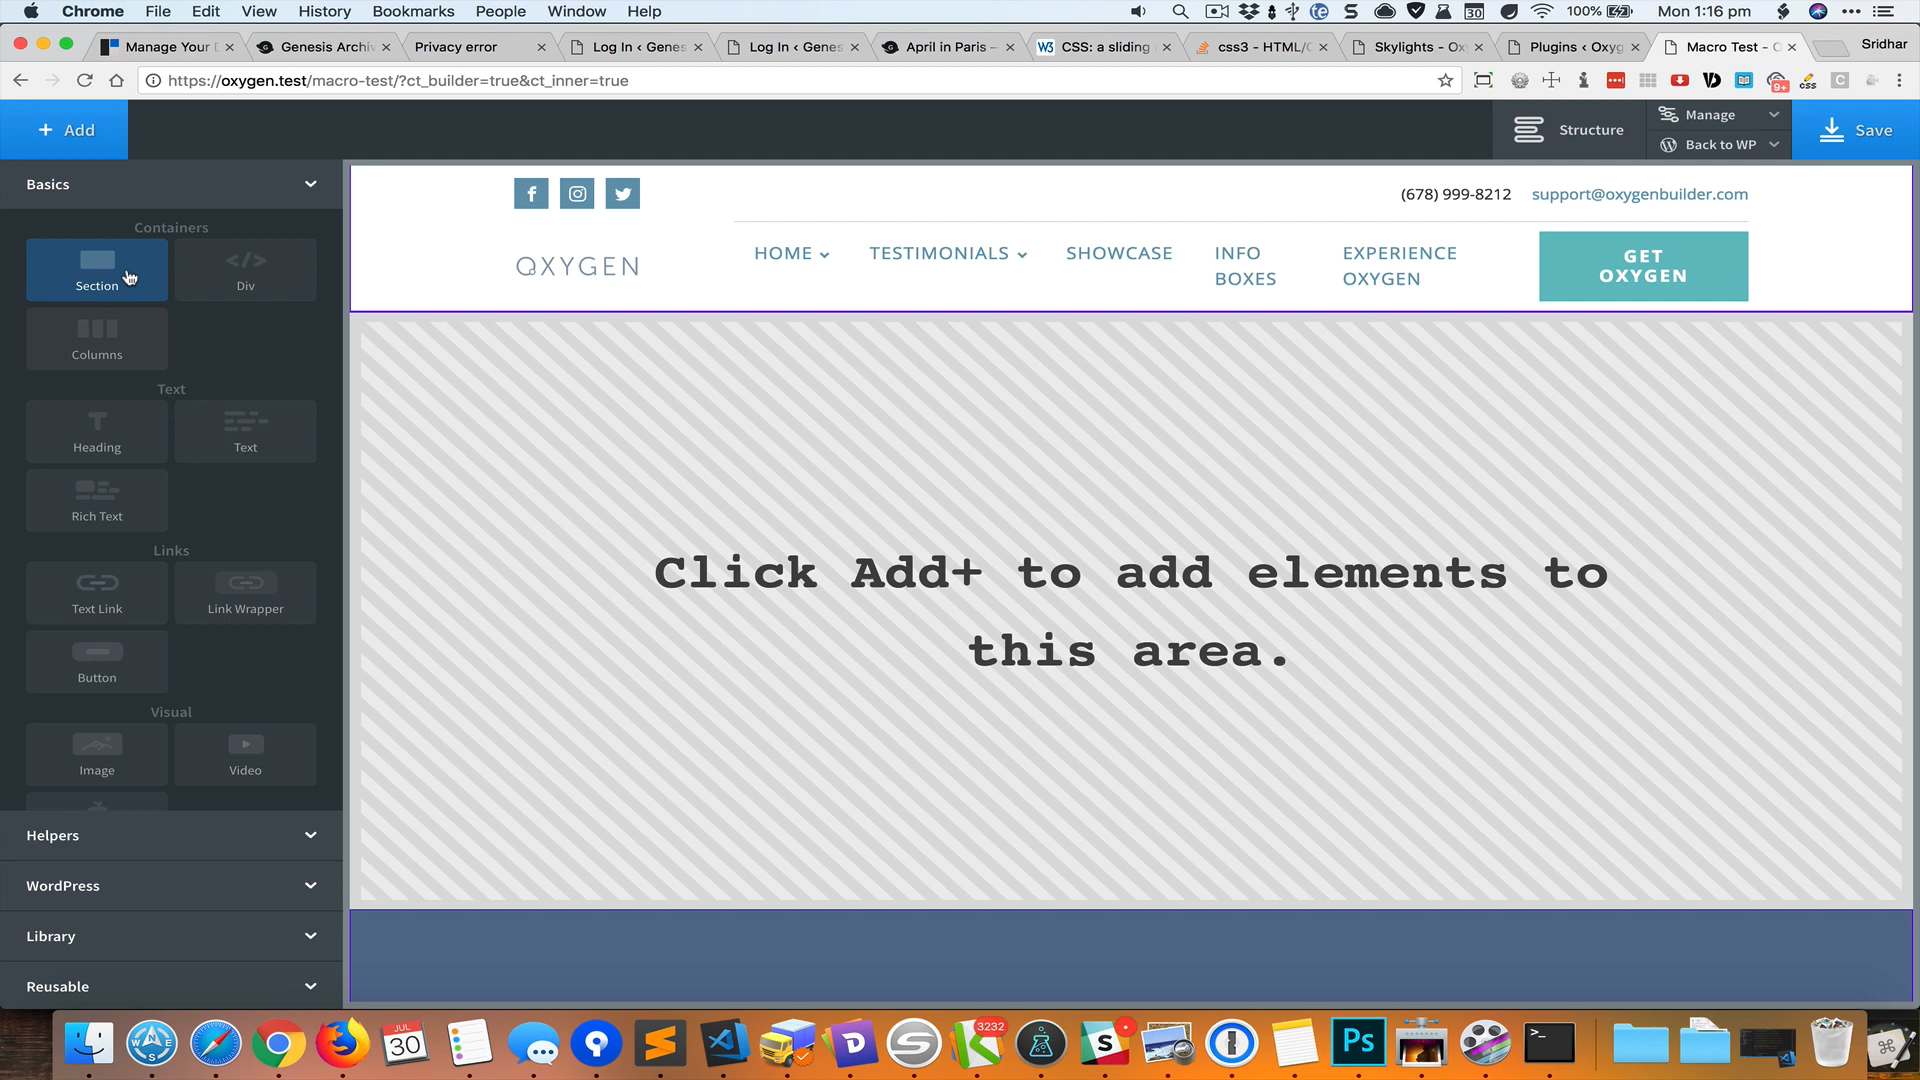 Chrome File Edit View History Bookmarks People Window Help
30 100% Mon 1:16 pm
Manage Your D
Genesis Archiv
Privacy error
Log In ‹ Genes
Log In ‹ Genes
April in Paris –
CSS: a sliding
css3 - HTML/C
Skylights - Ox
Plugins ‹ Oxyg
Macro Test - O
Sridhar
https://oxygen.test/macro-test/?ct_builder=true&ct_inner=true
+ Add
Structure
Manage
Back to WP
Save
Basics
Containers
Section
Div
Columns
Text
Heading
Text
Rich Text
Links
Text Link
Link Wrapper
Button
Visual
Image
Video
Helpers
WordPress
Library
Reusable
(678) 999-8212 support@oxygenbuilder.com
OXYGEN
HOME
TESTIMONIALS
SHOWCASE
INFO
BOXES
EXPERIENCE
OXYGEN
GET
OXYGEN
Click Add+ to add elements to
this area.
JUL
30
3232
Ps